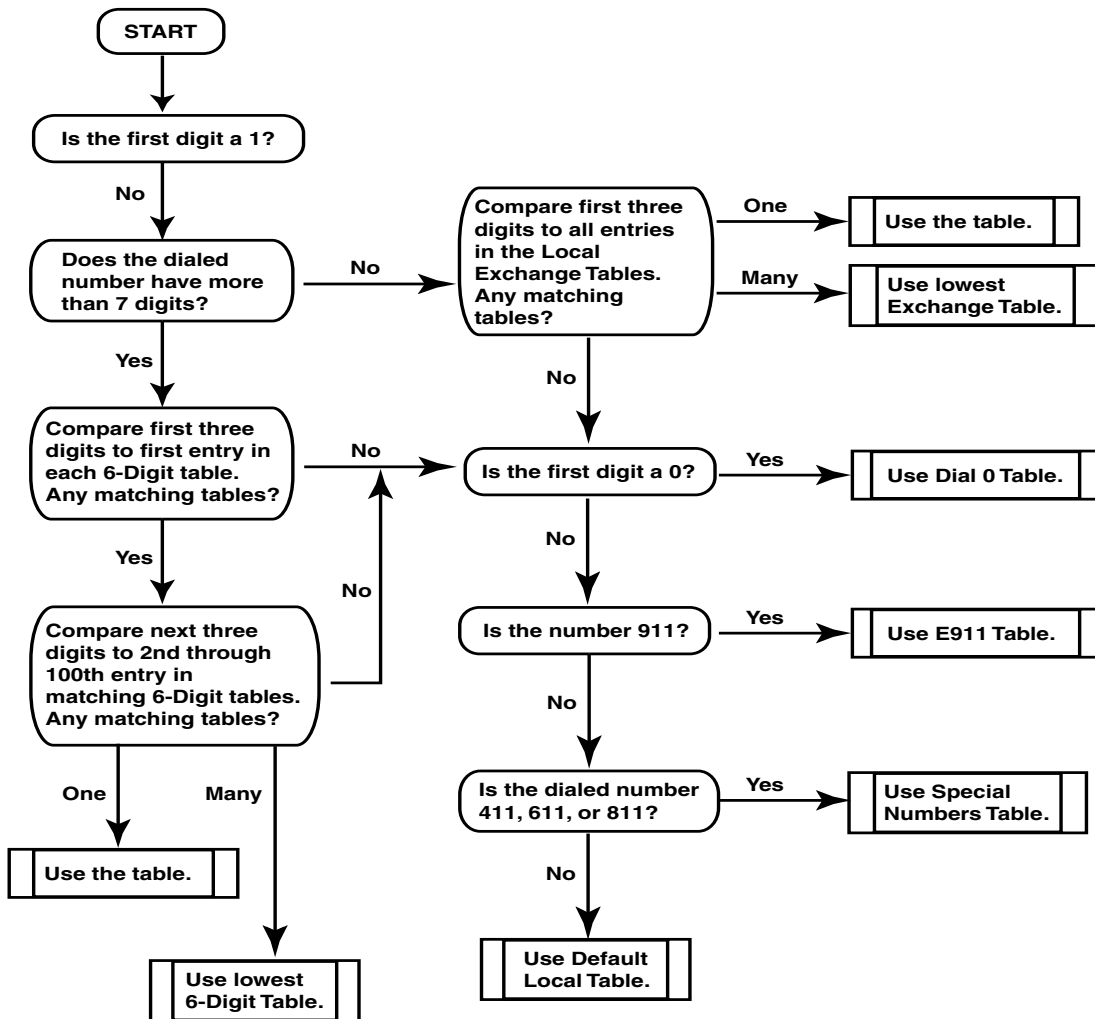 START
Is the first digit a 1?
No
Does the dialed
number have more
than 7 digits?
No
Compare first three
digits to all entries
in the Local
Exchange Tables.
Any matching
tables?
One
Use the table.
Many
Use lowest
Exchange Table.
Yes
No
Compare first three
digits to first entry in
each 6-Digit table.
Any matching tables?
No
Is the first digit a 0?
Yes
Use Dial 0 Table.
Yes
No
No
Compare next three
digits to 2nd through
100th entry in
matching 6-Digit tables.
Any matching tables?
Is the number 911?
Yes
Use E911 Table.
No
One
Many
Is the dialed number
411, 611, or 811?
Yes
Use Special
Numbers Table.
Use the table.
No
Use lowest
6-Digit Table.
Use Default
Local Table.